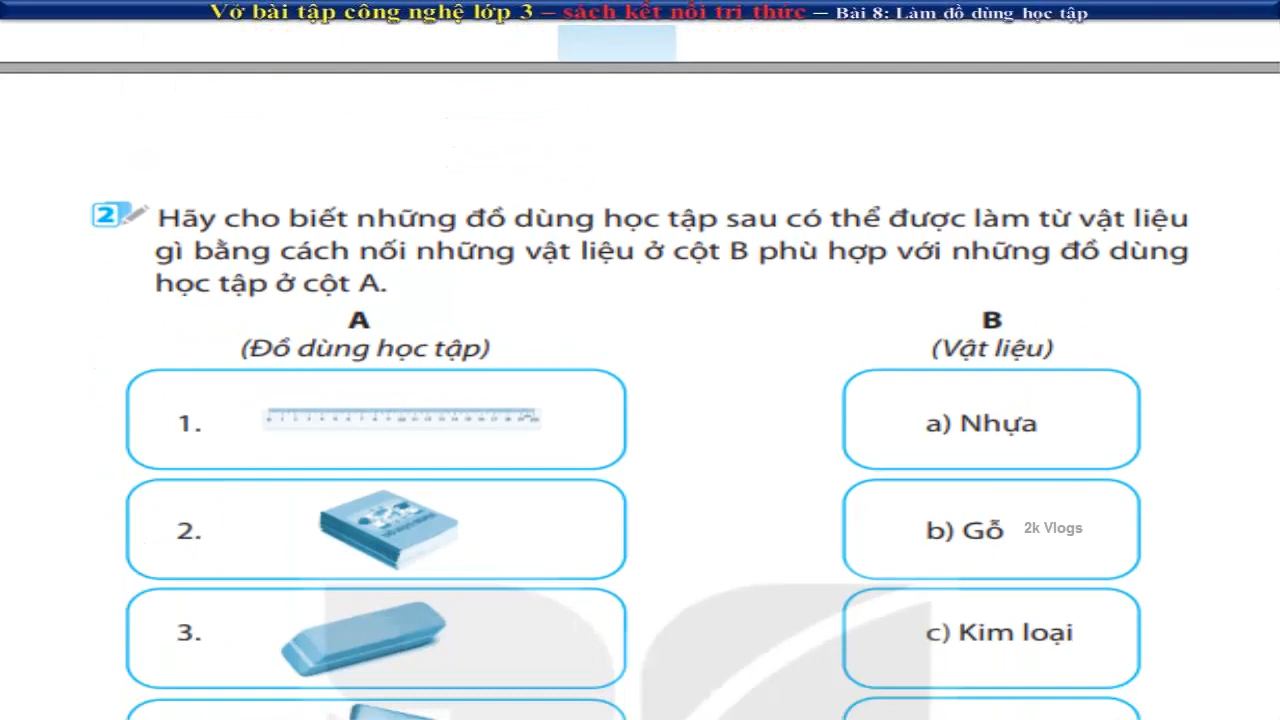 Vở bài tập công nghệ lớp 3 – sách kết nối tri thức – Bài 8: Làm đồ dùng học tập
2 Hãy cho biết những đồ dùng học tập sau có thể được làm từ vật liệu
gì bằng cách nối những vật liệu ở cột B phù hợp với những đồ dùng
học tập ở cột A.
A
(Đồ dùng học tập)
B
(Vật liệu)
1.
a) Nhựa
2.
b) Gỗ
2k Vlogs
3.
c) Kim loại